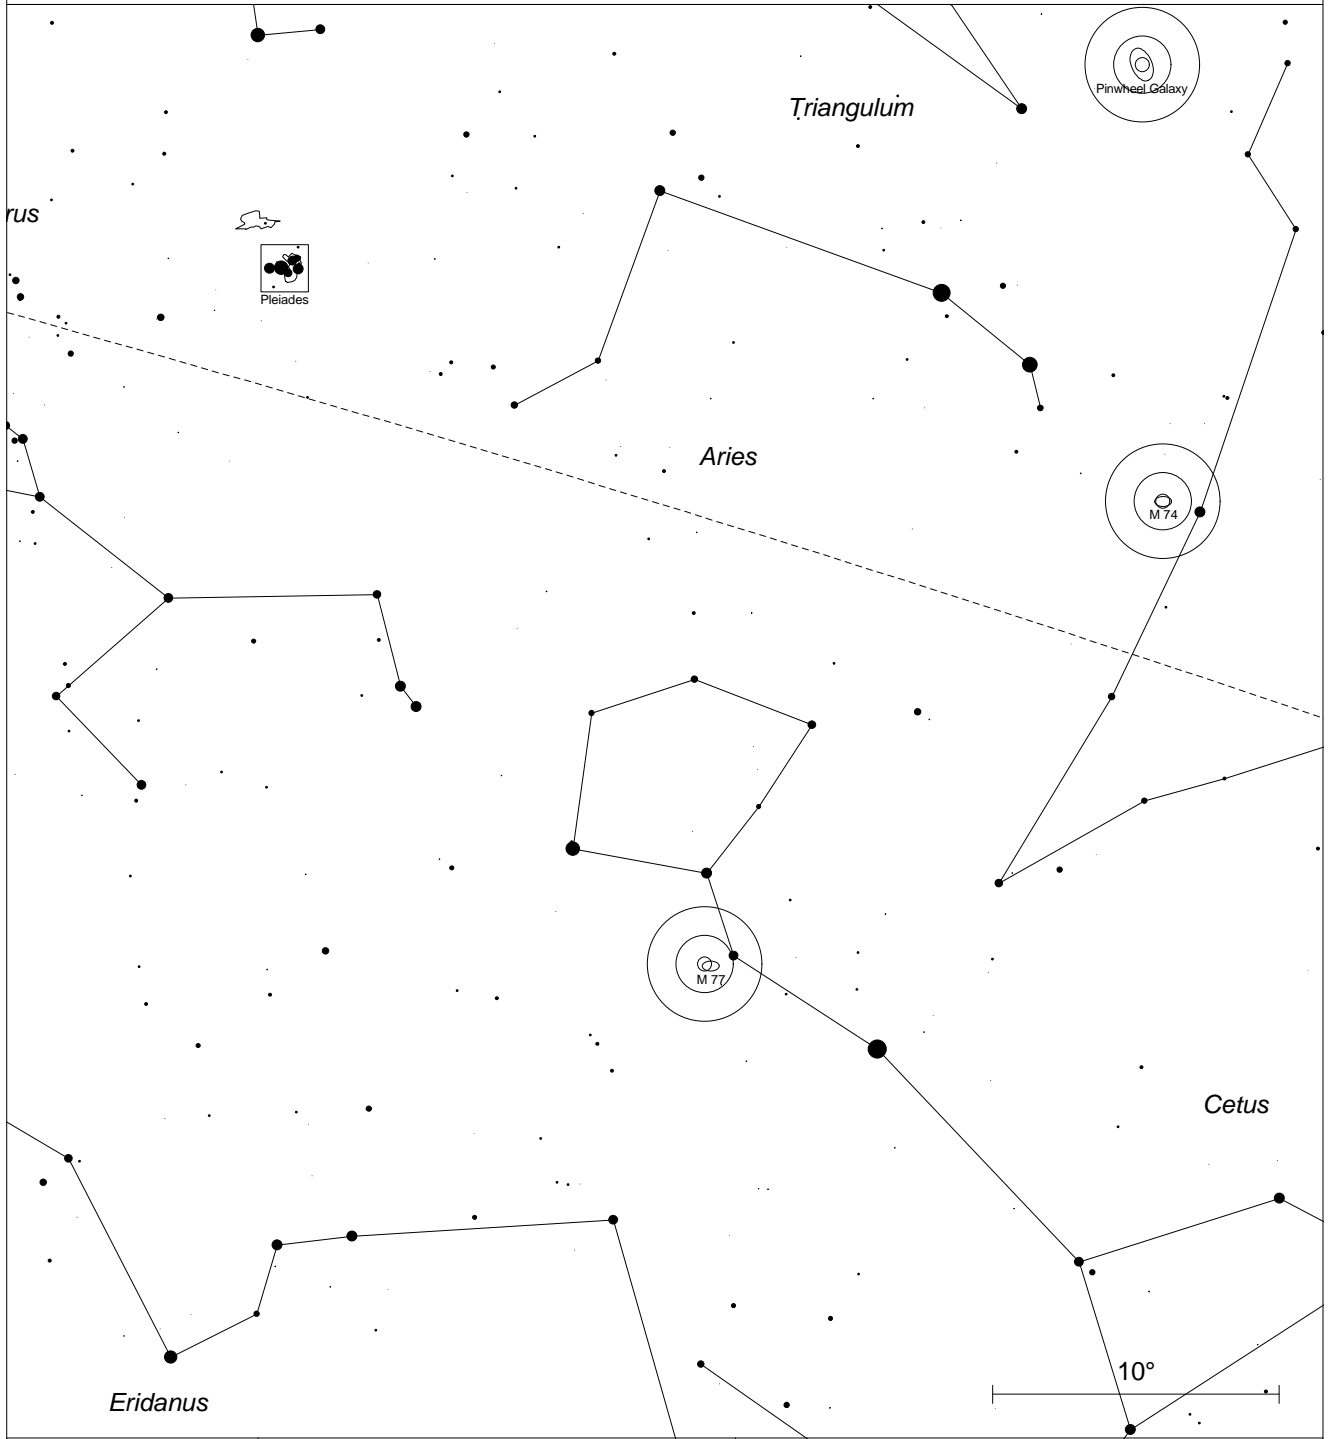 Pinwheel Galaxy
Triangulum
rus
Pleiades
Aries
M 74
M 77
Cetus
10°
Eridanus